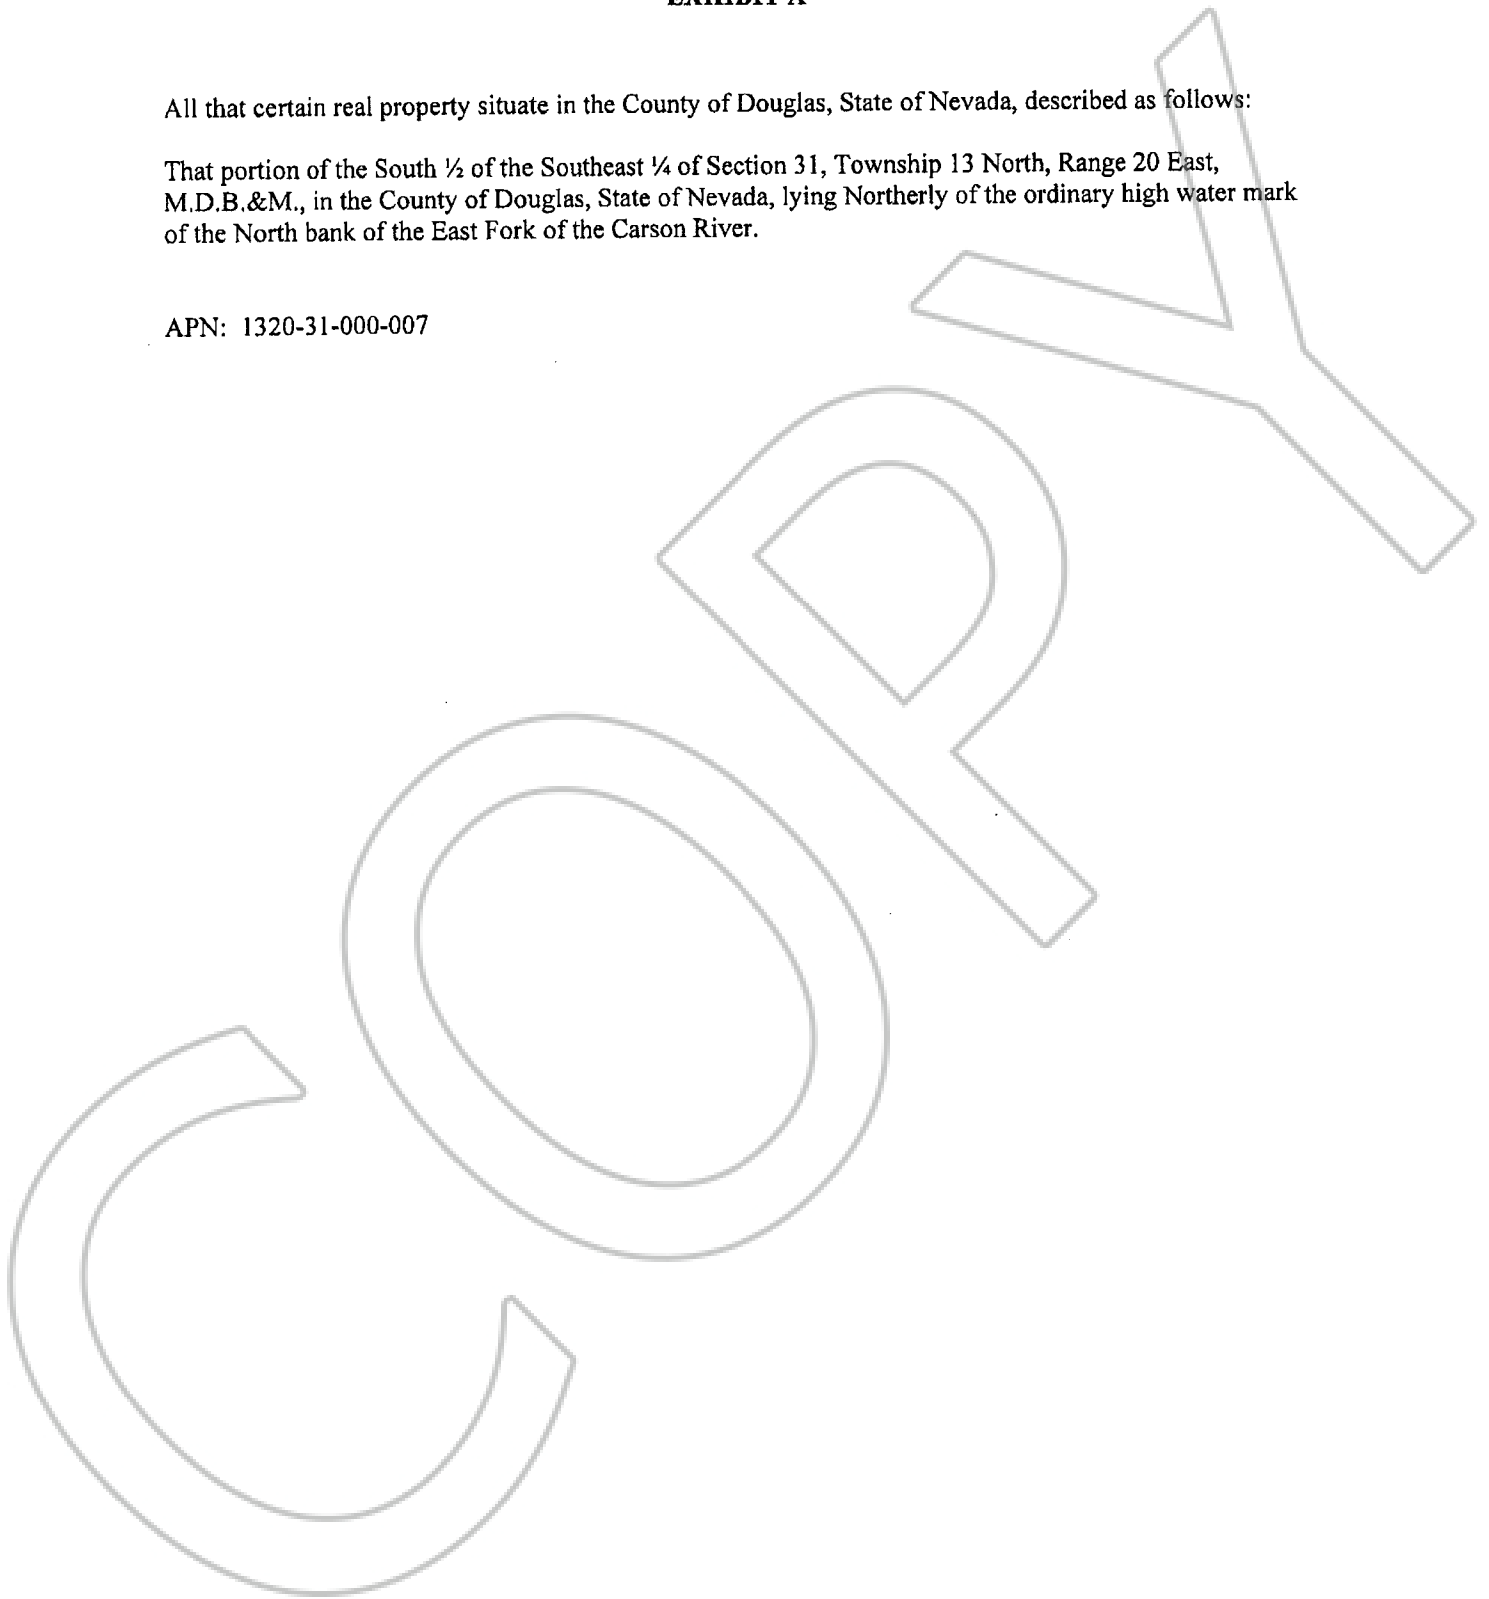 EXHIBIT A
All that certain real property situate in the County of Douglas, State of Nevada, described as follows:
That portion of the South ½ of the Southeast ¼ of Section 31, Township 13 North, Range 20 East,
M.D.B.&M., in the County of Douglas, State of Nevada, lying Northerly of the ordinary high water mark
of the North bank of the East Fork of the Carson River.
APN: 1320-31-000-007
COPY